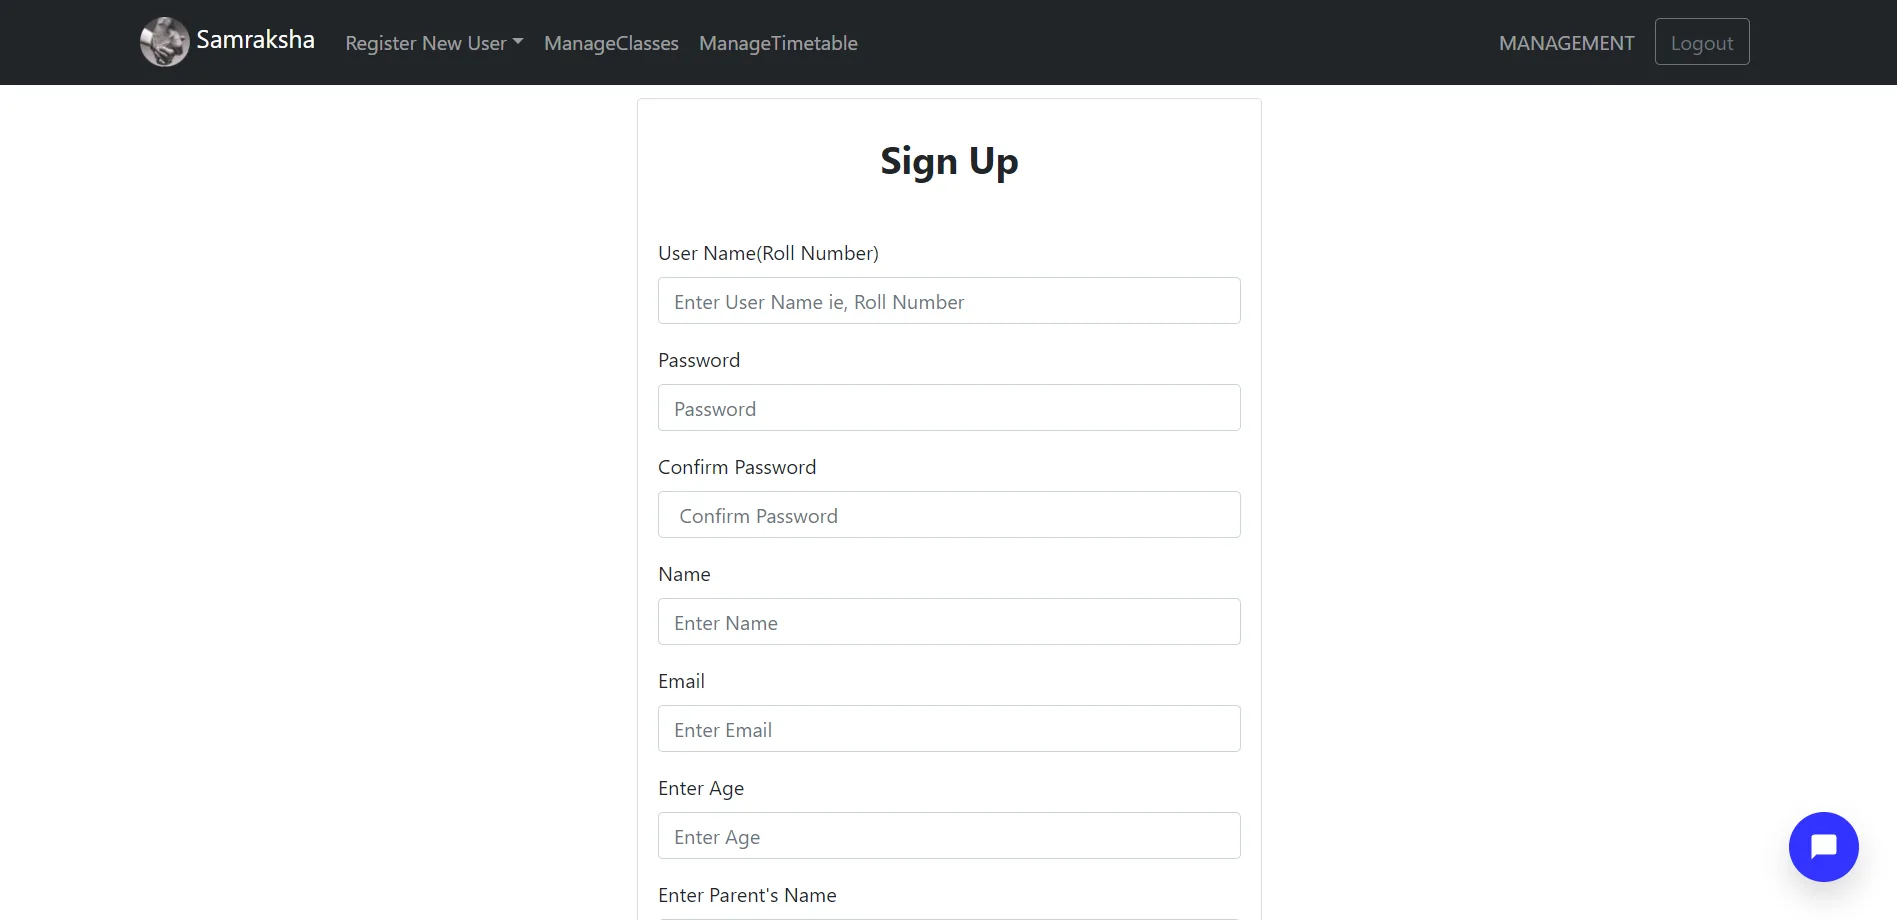 Samraksha Register New User ManageClasses ManageTimetable MANAGEMENT Logout
Sign Up
User Name(Roll Number)
Enter User Name ie, Roll Number
Password
Password
Confirm Password
Confirm Password
Name
Enter Name
Email
Enter Email
Enter Age
Enter Age
Enter Parent's Name